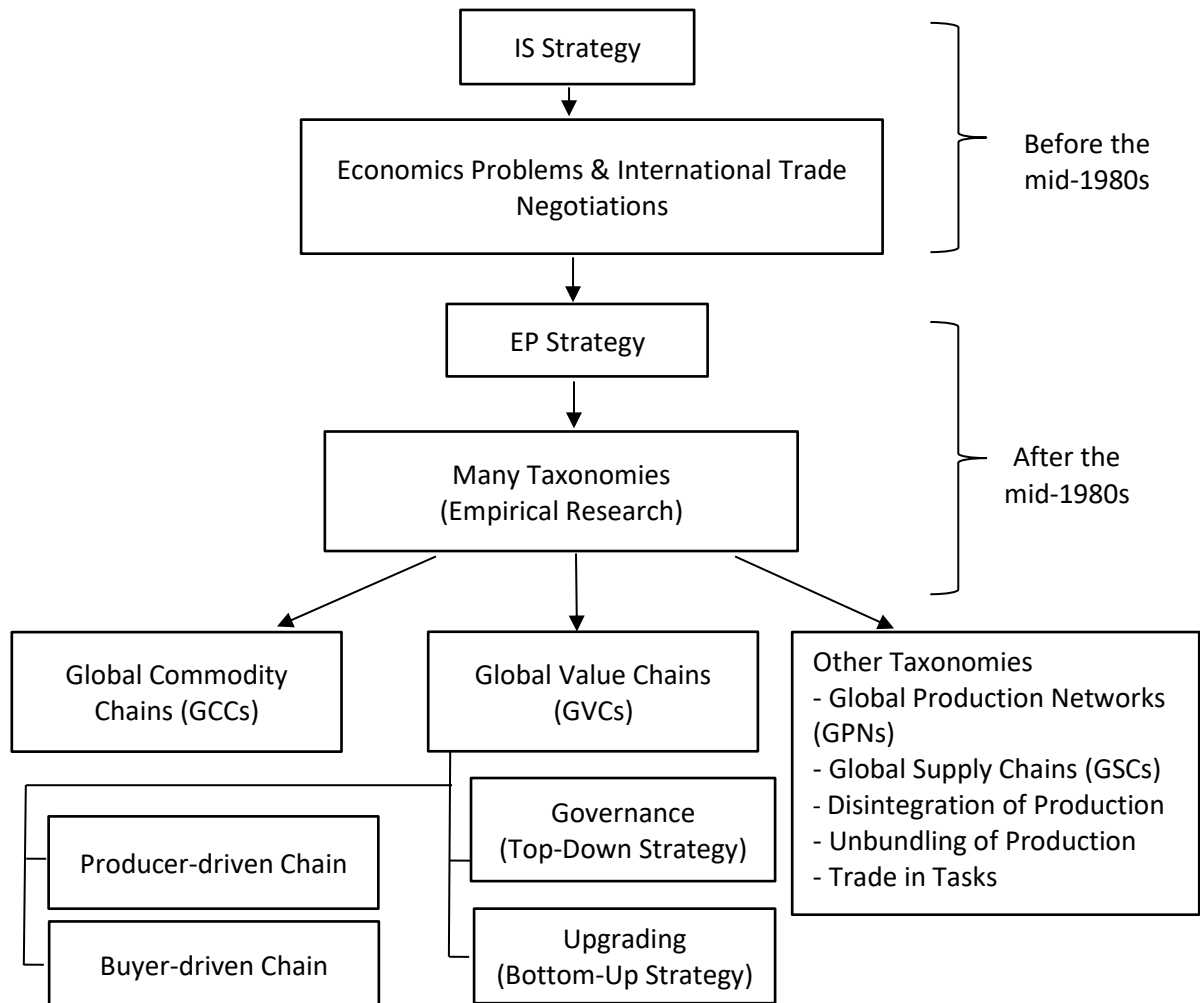 IS Strategy
Economics Problems & International Trade
Negotiations
Before the
mid-1980s
EP Strategy
Many Taxonomies
(Empirical Research)
After the
mid-1980s
Global Commodity
Chains (GCCs)
Global Value Chains
(GVCs)
Other Taxonomies
- Global Production Networks
(GPNs)
- Global Supply Chains (GSCs)
- Disintegration of Production
- Unbundling of Production
- Trade in Tasks
Producer-driven Chain
Buyer-driven Chain
Governance
(Top-Down Strategy)
Upgrading
(Bottom-Up Strategy)